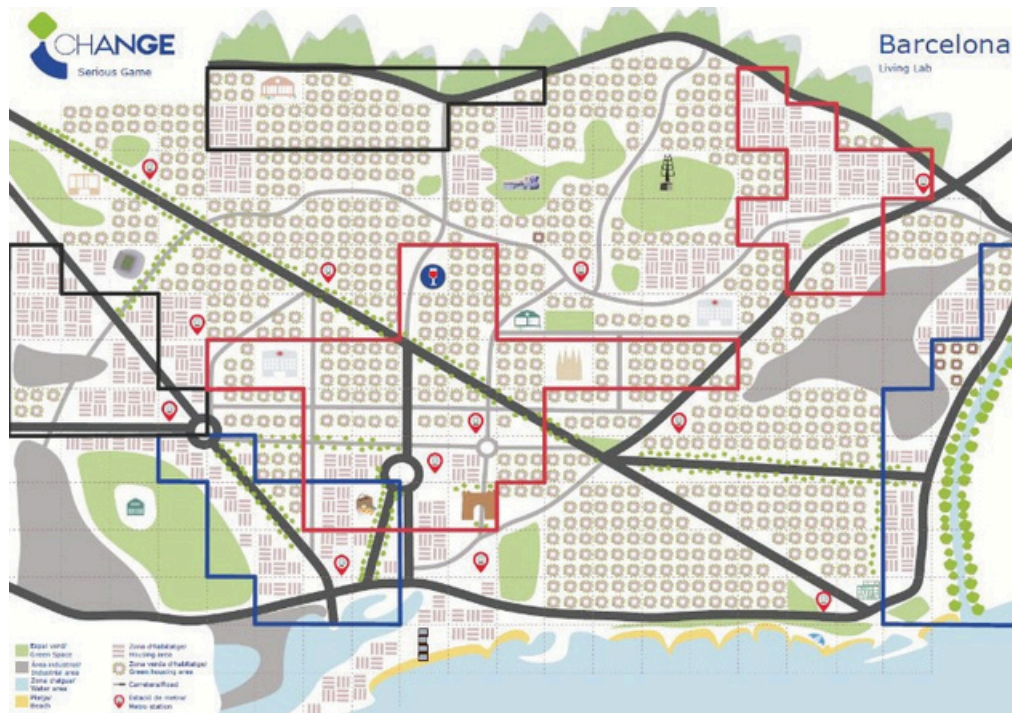 CHANGE
Serious Game
Barcelona
Living Lab
Espai verd/
Green Space
Àrea industrial/
Industrial area
Zona d'aigua/
Water area
Platja/
Beach
Zona d'habitatge/
Housing area
Zona verda d'habitatge/
Green housing area
Carretera/Road
Estació de metro/
Metro station